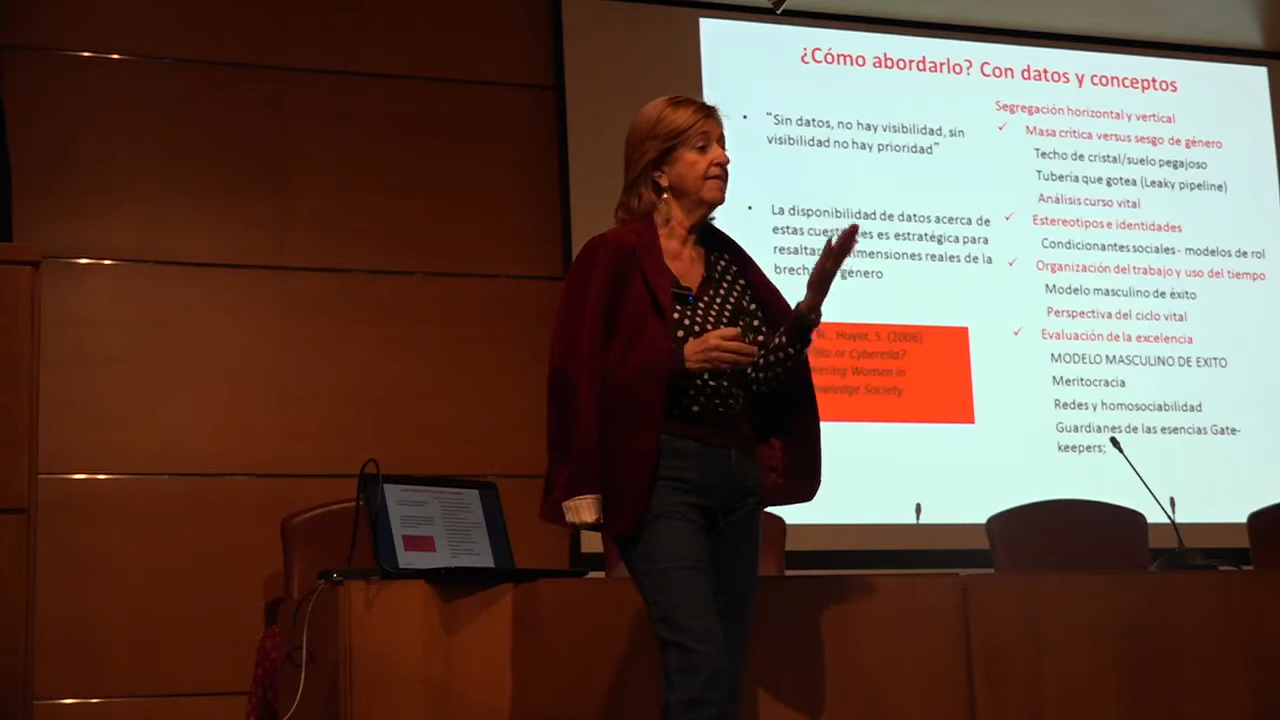 ¿Cómo abordarlo? Con datos y conceptos
• "Sin datos, no hay visibilidad, sin
visibilidad no hay prioridad"
• La disponibilidad de datos acerca de
estas es estratégica para
dimensiones reales de la
género
Huyer, S. (2006)
or Cyberella?
Women in
Society
Segregación horizontal y vertical
✓ Masa crítica versus sesgo de género
Techo de cristal/suelo pegajoso
Tubería que gotea (Leaky pipeline)
Análisis curso vital
✓ Estereotipos e identidades
Condicionantes sociales - modelos de rol
✓ Organización del trabajo y uso del tiempo
Modelo masculino de éxito
Perspectiva del ciclo vital
✓ Evaluación de la excelencia
MODELO MASCULINO DE EXITO
Meritocracia
Redes y homosociabilidad
Guardianes de las esencias Gate-
keepers;